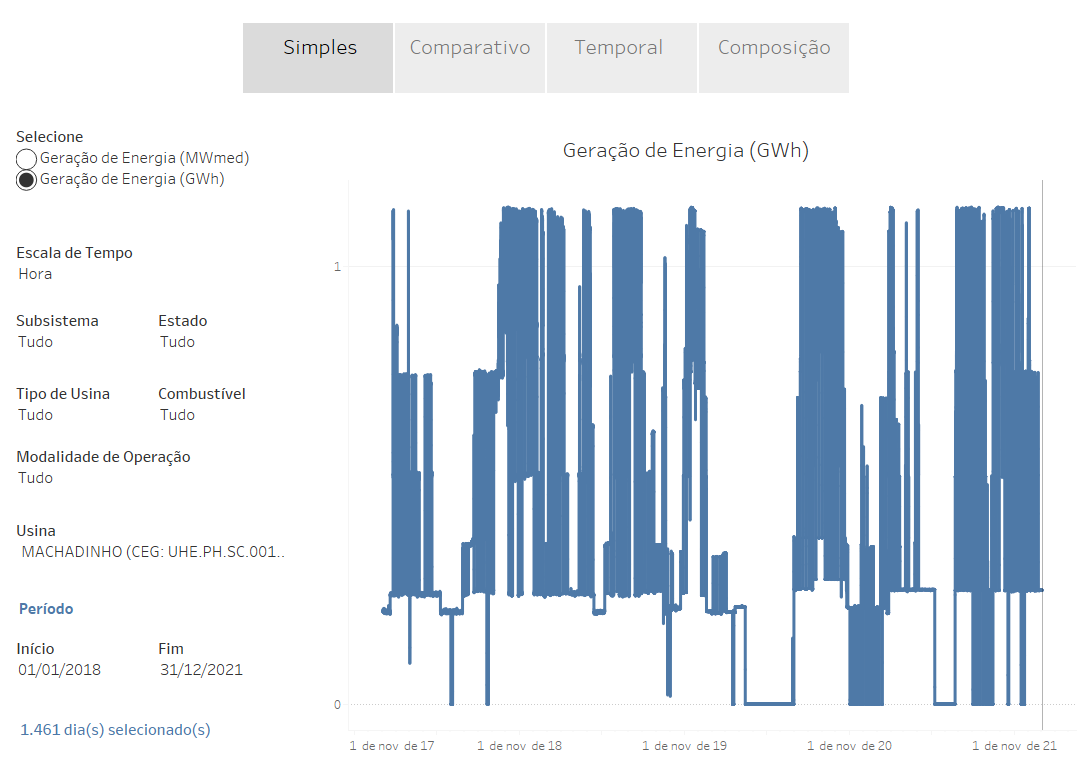 Simples
Comparativo
Temporal
Composição
Selecione
Geração de Energia (MWmed)
Geração de Energia (GWh)
Geração de Energia (GWh)
Escala de Tempo
Hora
Subsistema Estado
Tudo Tudo
Tipo de Usina Combustível
Tudo Tudo
Modalidade de Operação
Tudo
Usina
MACHADINHO (CEG: UHE.PH.SC.001..
Período
Início Fim
01/01/2018 31/12/2021
1.461 dia(s) selecionado(s)
1
0
1 de nov de 17
1 de nov de 18
1 de nov de 19
1 de nov de 20
1 de nov de 21